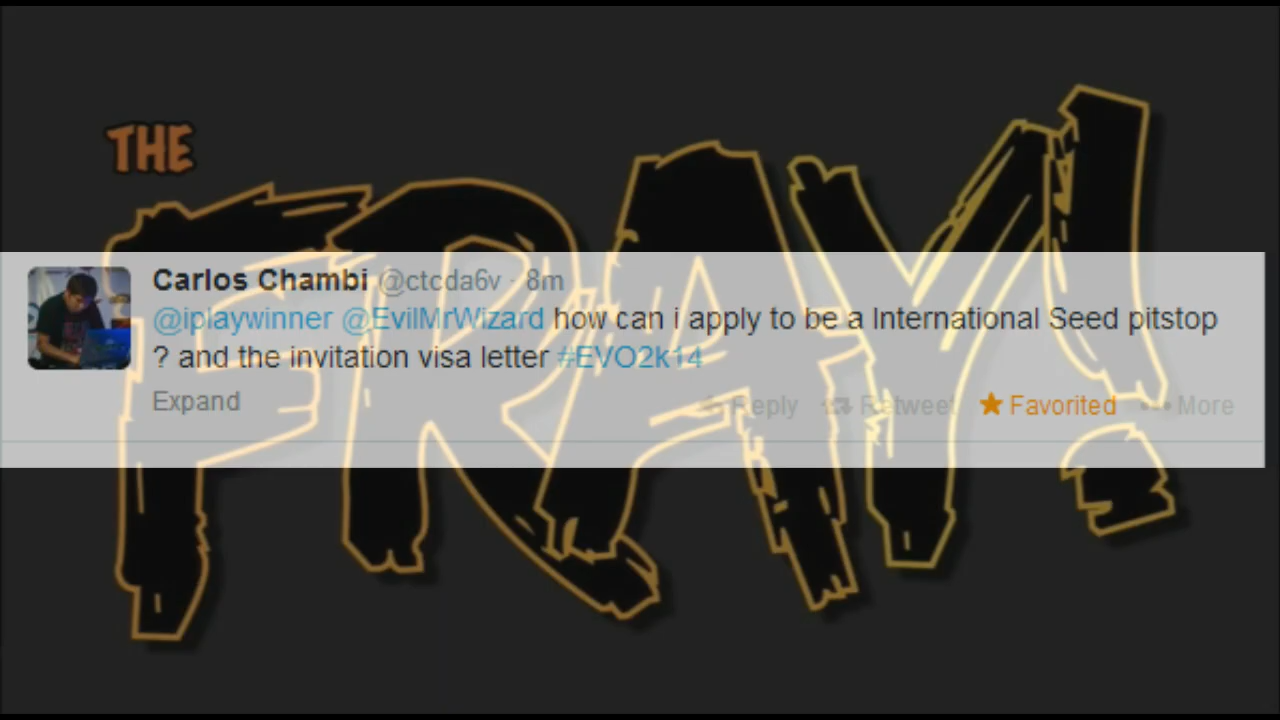 THE
FRAY!
Carlos Chambi @ctcda6v · 8m
@iplaywinner @EvilMrWizard how can i apply to be a International Seed pitstop
? and the invitation visa letter #EVO2k14
Expand Reply Retweet Favorited ••• More